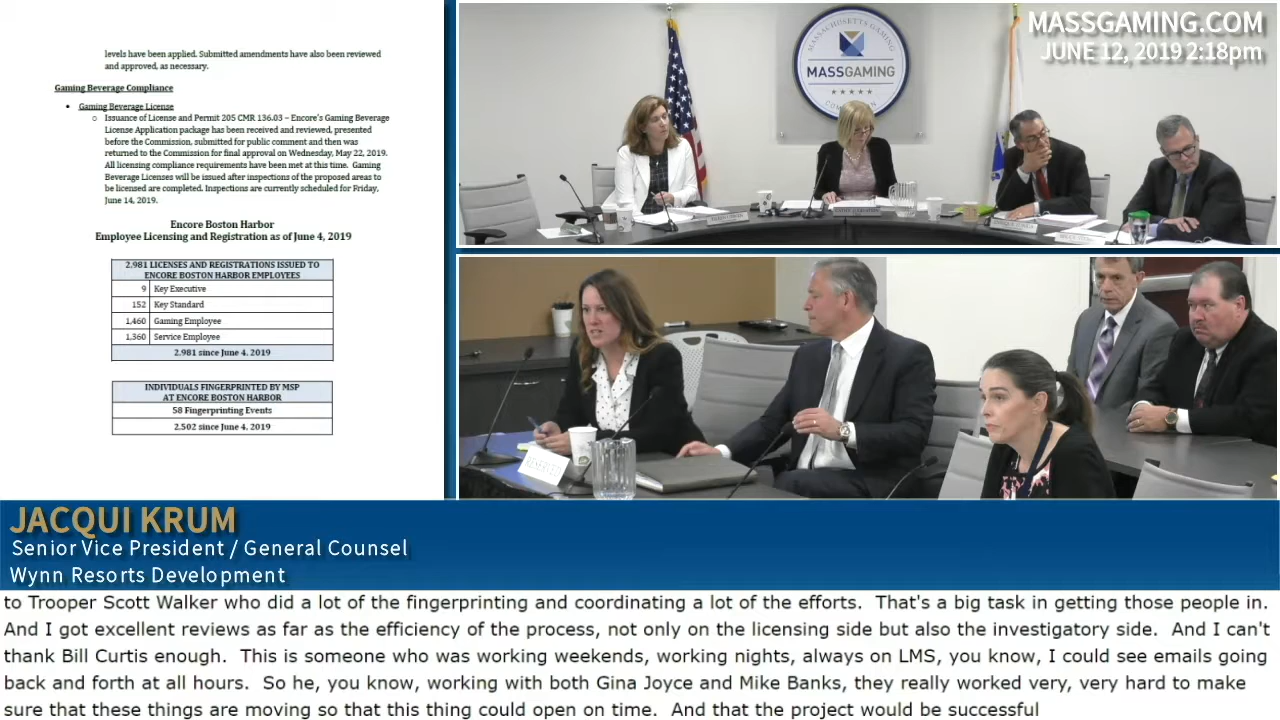 levels have been applied. Submitted amendments have also been reviewed
and approved, as necessary.
Gaming Beverage Compliance
• Gaming Beverage License
o Issuance of License and Permit 205 CMR 136.03 – Encore's Gaming Beverage
License Application package has been received and reviewed, presented
before the Commission, submitted for public comment and then was
returned to the Commission for final approval on Wednesday, May 22, 2019.
All licensing compliance requirements have been met at this time. Gaming
Beverage Licenses will be issued after inspections of the proposed areas to
be licensed are completed. Inspections are currently scheduled for Friday,
June 14, 2019.
Encore Boston Harbor
Employee Licensing and Registration as of June 4, 2019
2,981 LICENSES AND REGISTRATIONS ISSUED TO
ENCORE BOSTON HARBOR EMPLOYEES
9 Key Executive
152 Key Standard
1,460 Gaming Employee
1,360 Service Employee
2,981 since June 4, 2019
INDIVIDUALS FINGERPRINTED BY MSP
AT ENCORE BOSTON HARBOR
58 Fingerprinting Events
2,502 since June 4, 2019
MASSACHUSETTS GAMING
MASSGAMING
★★★★★
MASSGAMING.COM
JUNE 12, 2019 2:18pm
JACQUI KRUM
Senior Vice President / General Counsel
Wynn Resorts Development
to Trooper Scott Walker who did a lot of the fingerprinting and coordinating a lot of the efforts. That's a big task in getting those people in.
And I got excellent reviews as far as the efficiency of the process, not only on the licensing side but also the investigatory side. And I can't
thank Bill Curtis enough. This is someone who was working weekends, working nights, always on LMS, you know, I could see emails going
back and forth at all hours. So he, you know, working with both Gina Joyce and Mike Banks, they really worked very, very hard to make
sure that these things are moving so that this thing could open on time. And that the project would be successful